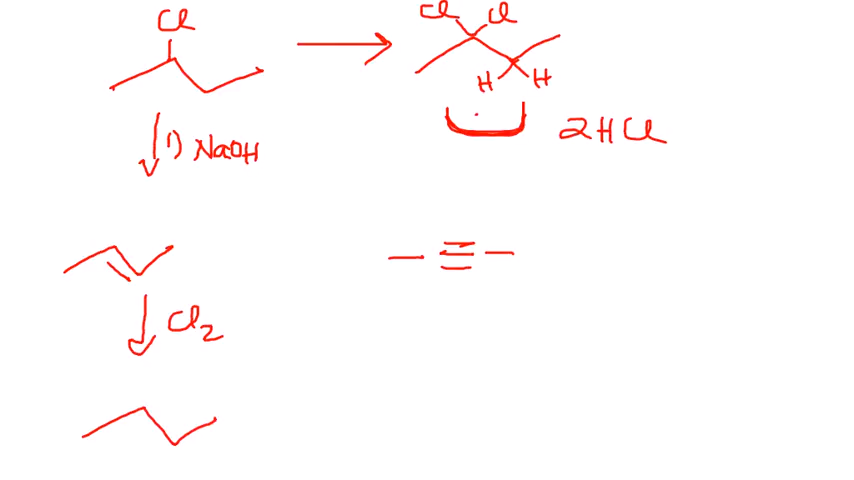 Cl
Cl Cl
H H
1) NaOH
2HCl
Cl2